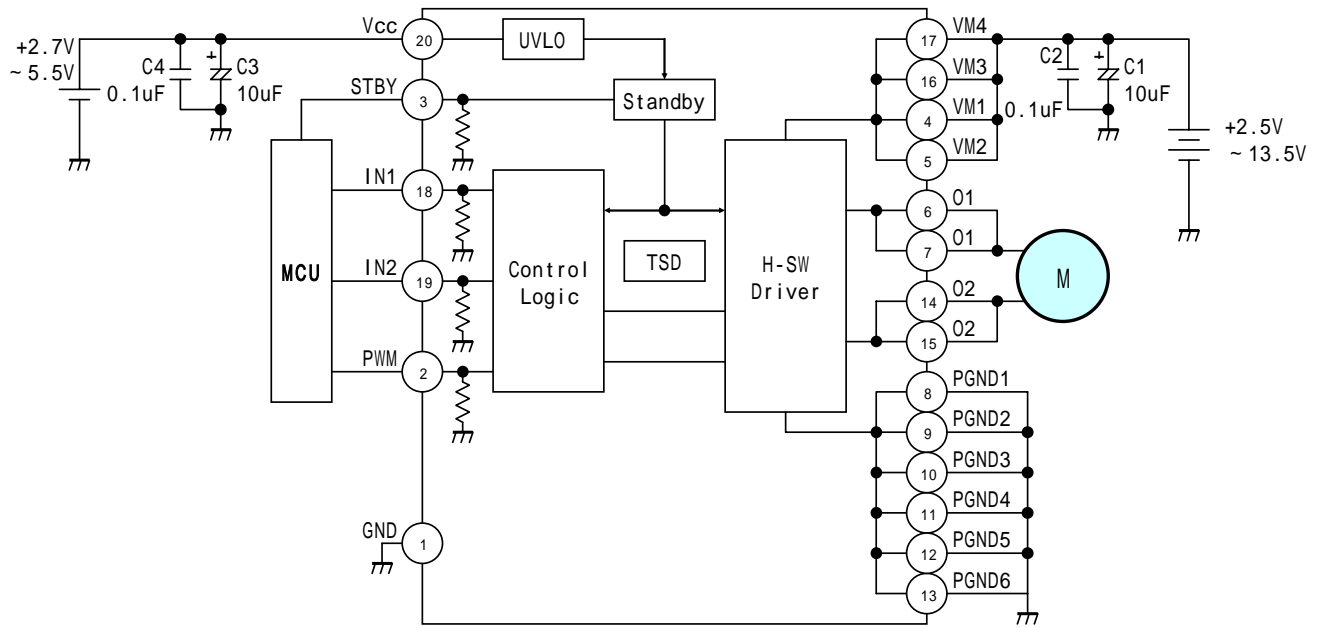 Vcc
20
UVLO
+2.7V
~ 5.5V
C4
0.1uF
+
C3
10uF
STBY
3
Standby
MCU
IN1
18
IN2
19
PWM
2
Control
Logic
TSD
H-SW
Driver
GND
1
17
VM4
16
VM3
4
VM1
5
VM2
C2
0.1uF
+
C1
10uF
+2.5V
~ 13.5V
6
O1
7
O1
14
O2
15
O2
M
8
PGND1
9
PGND2
10
PGND3
11
PGND4
12
PGND5
13
PGND6